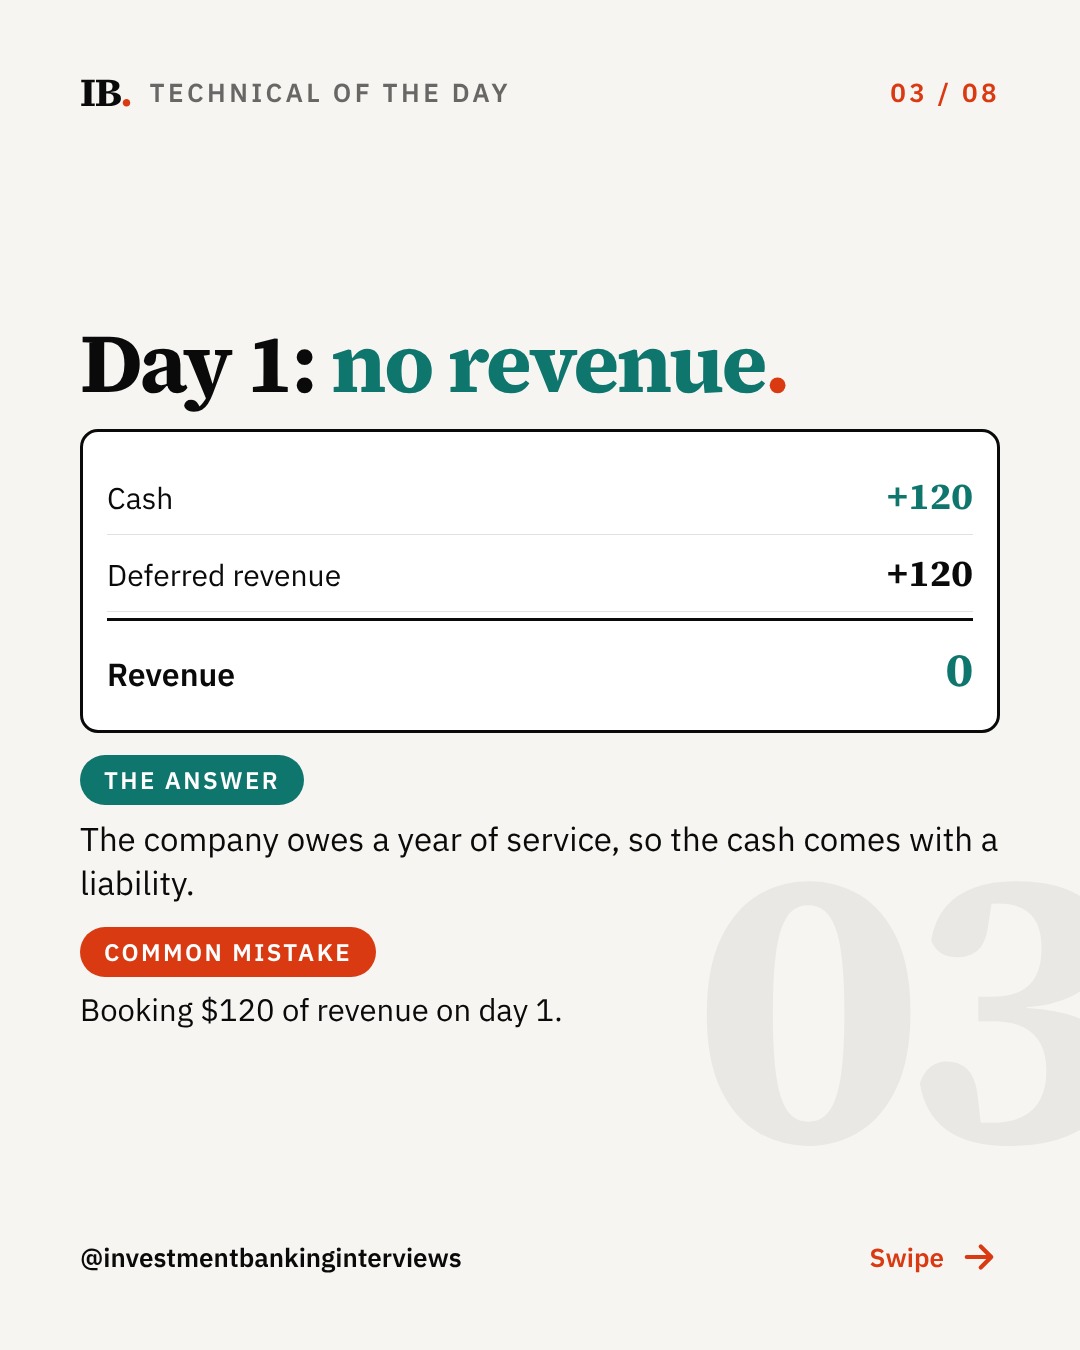 IB. TECHNICAL OF THE DAY
03 / 08
Day 1: no revenue.
Cash +120
Deferred revenue +120
Revenue 0
THE ANSWER
The company owes a year of service, so the cash comes with a
liability.
COMMON MISTAKE
Booking $120 of revenue on day 1.
03
@investmentbankinginterviews
Swipe →